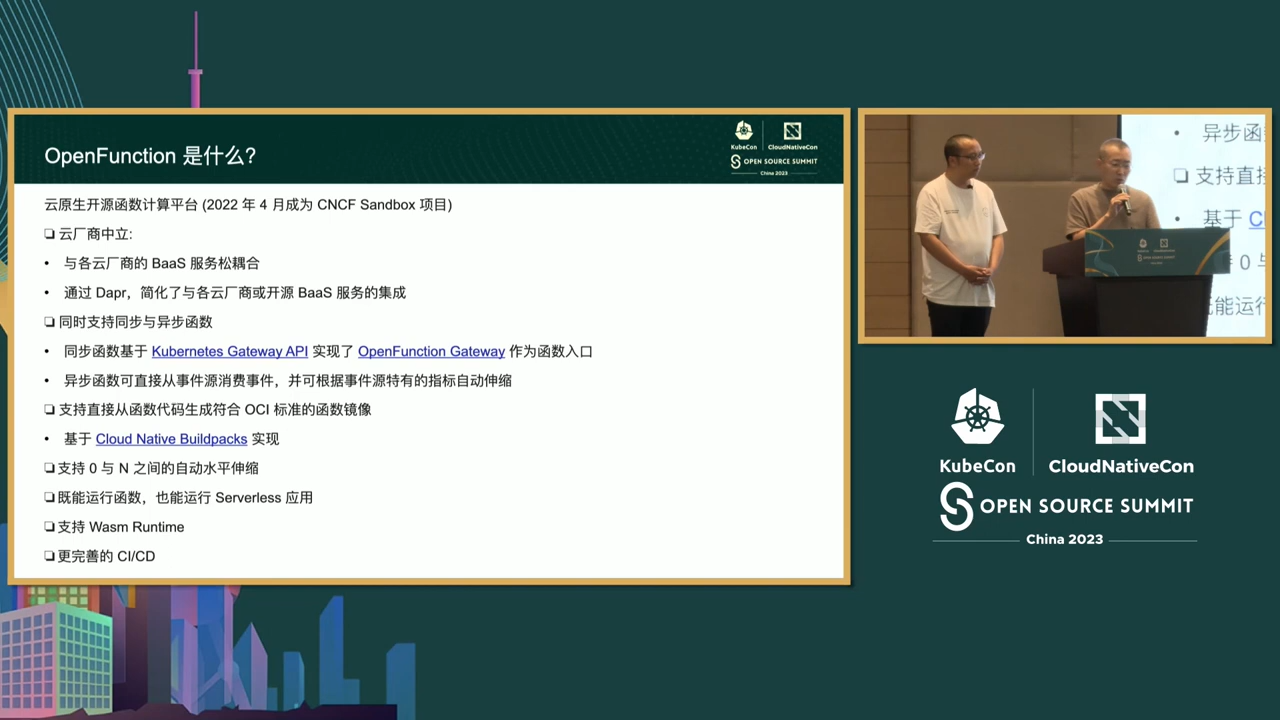 OpenFunction 是什么?
KubeCon
CloudNativeCon
OPEN SOURCE SUMMIT
China 2023
云原生开源函数计算平台 (2022 年 4 月成为 CNCF Sandbox 项目)
❏ 云厂商中立:
• 与各云厂商的 BaaS 服务松耦合
• 通过 Dapr，简化了与各云厂商或开源 BaaS 服务的集成
❏ 同时支持同步与异步函数
• 同步函数基于 Kubernetes Gateway API 实现了 OpenFunction Gateway 作为函数入口
• 异步函数可直接从事件源消费事件，并可根据事件源特有的指标自动伸缩
❏ 支持直接从函数代码生成符合 OCI 标准的函数镜像
• 基于 Cloud Native Buildpacks 实现
❏ 支持 0 与 N 之间的自动水平伸缩
❏ 既能运行函数，也能运行 Serverless 应用
❏ 支持 Wasm Runtime
❏ 更完善的 CI/CD
• 异步函
❏ 支持直接
• 基于 Cl
0 与
能运行
KubeCon
CloudNativeCon
OPEN SOURCE SUMMIT
China 2023